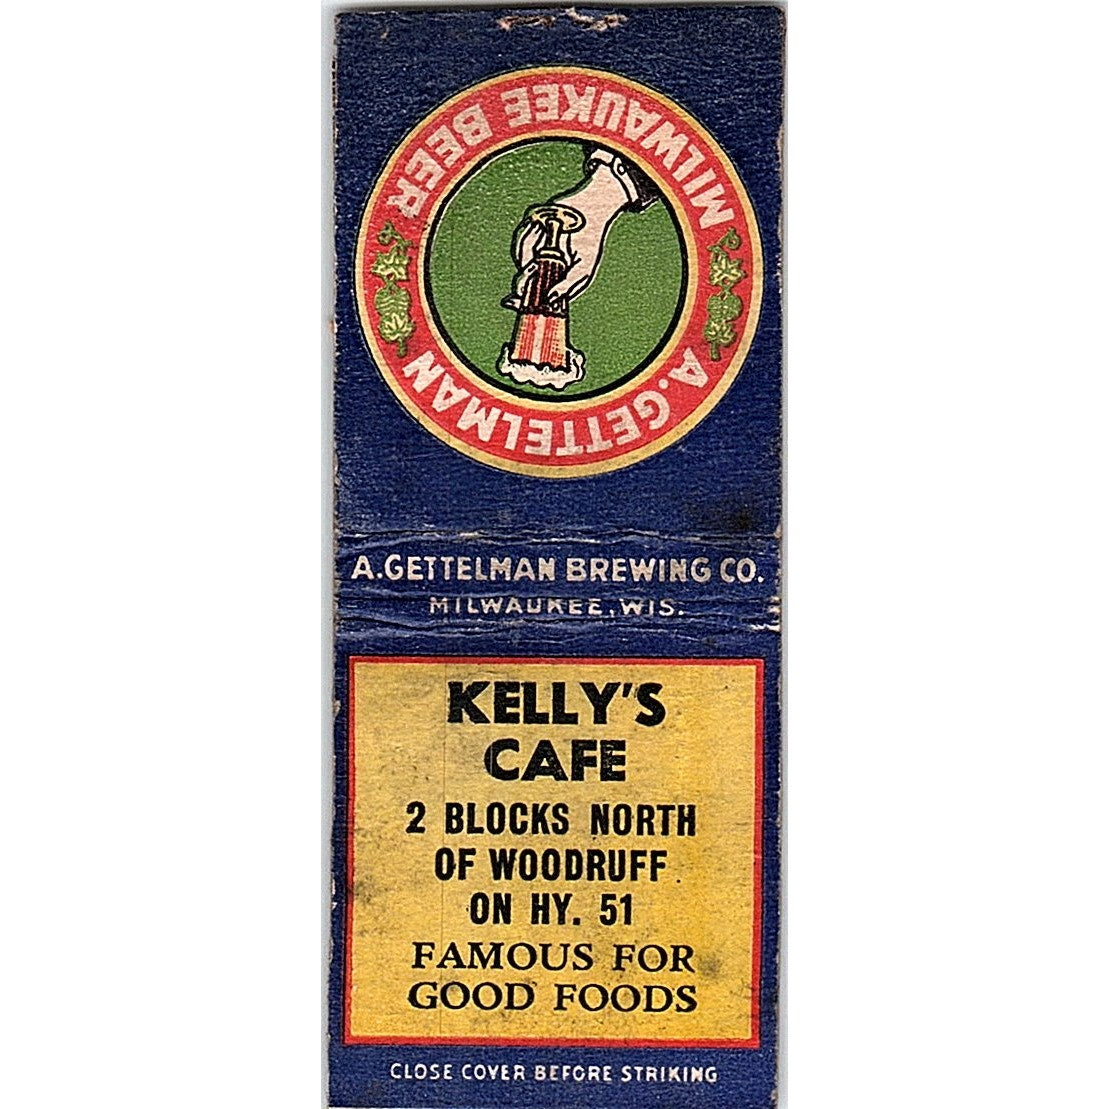 A. GETTELMAN
MILWAUKEE BEER
A. GETTELMAN BREWING CO.
MILWAUKEE, WIS.
KELLY'S
CAFE
2 BLOCKS NORTH
OF WOODRUFF
ON HY. 51
FAMOUS FOR
GOOD FOODS
CLOSE COVER BEFORE STRIKING